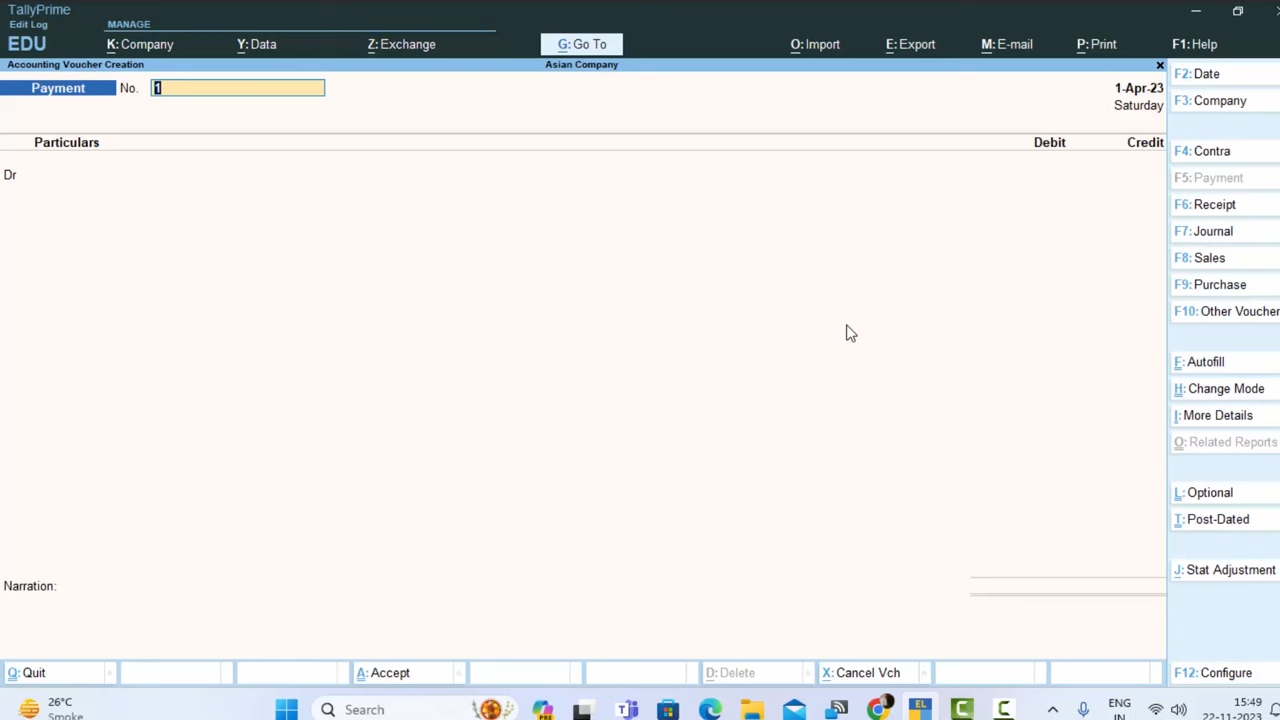 TallyPrime
Edit Log
MANAGE
EDU
K: Company
Y: Data
Z: Exchange
G: Go To
O: Import
E: Export
M: E-mail
P: Print
F1: Help
Accounting Voucher Creation
Asian Company
Payment No. 1
1-Apr-23
Saturday
Particulars Debit Credit
Dr
Narration:
F2: Date
F3: Company
F4: Contra
F5: Payment
F6: Receipt
F7: Journal
F8: Sales
F9: Purchase
F10: Other Voucher
F: Autofill
H: Change Mode
I: More Details
O: Related Reports
L: Optional
T: Post-Dated
J: Stat Adjustment
Q: Quit
A: Accept
D: Delete
X: Cancel Vch
F12: Configure
26°C
Smoke
Search
PRE
EL
ENG
IN
15:49
22-11-2023